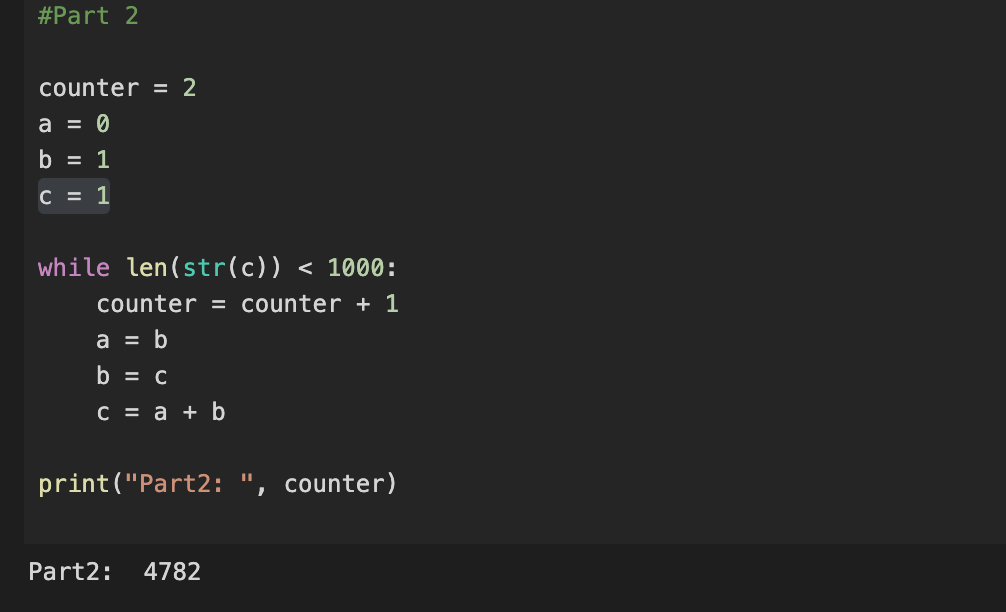 #Part 2
counter = 2
a = 0
b = 1
c = 1
while len(str(c)) < 1000:
    counter = counter + 1
    a = b
    b = c
    c = a + b
print("Part2: ", counter)
Part2:  4782